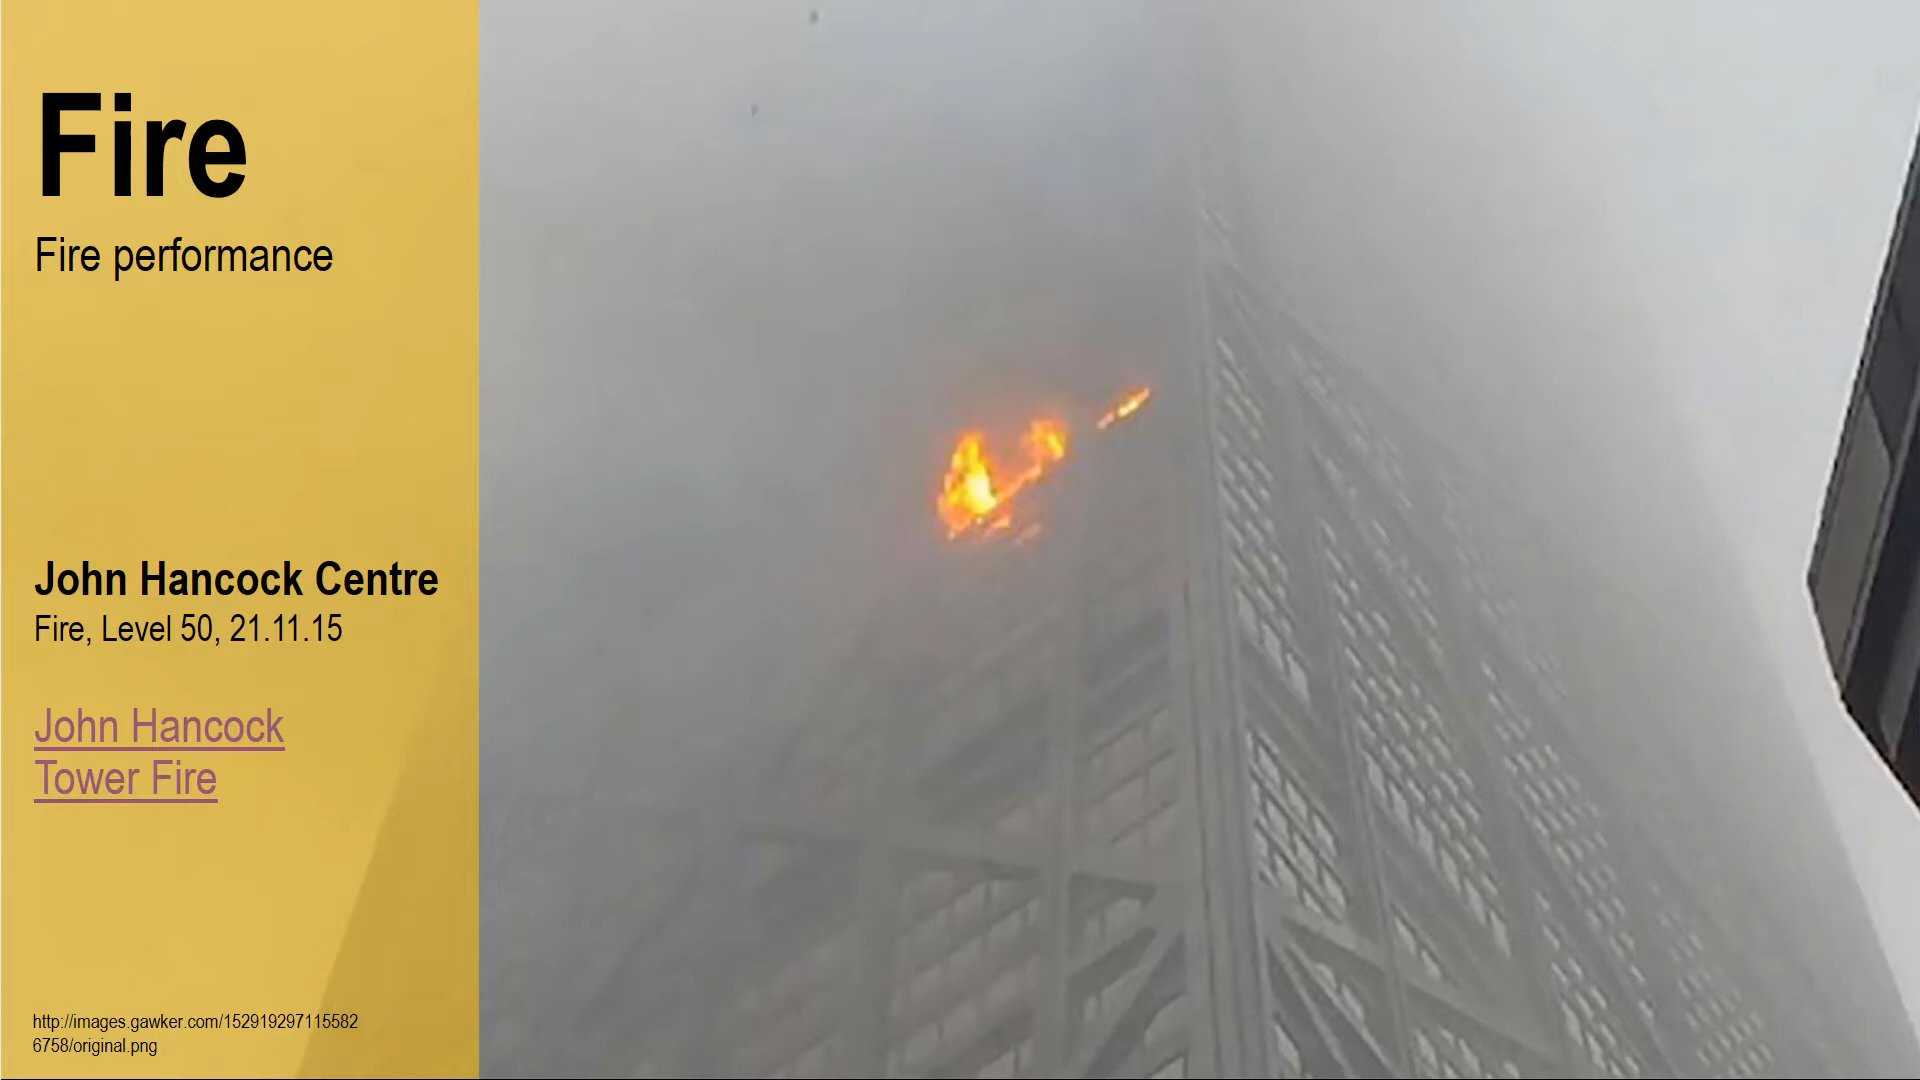 Fire
Fire performance
John Hancock Centre
Fire, Level 50, 21.11.15
John Hancock
Tower Fire
http://images.gawker.com/152919297115582
6758/original.png